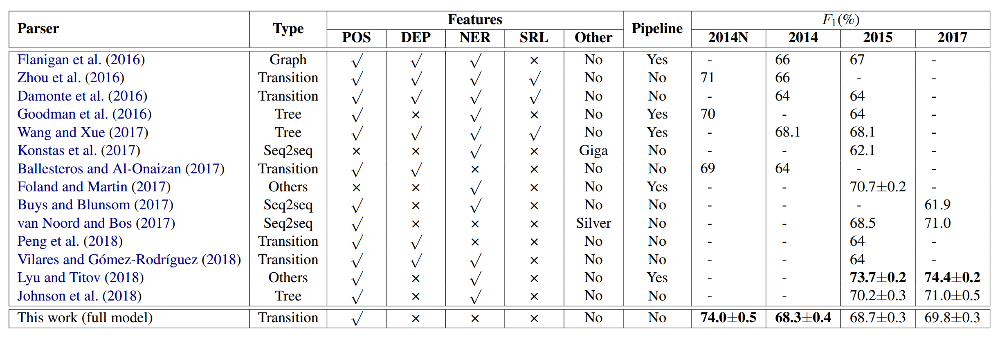 Parser Type Features Pipeline F1(%)
POS DEP NER SRL Other 2014N 2014 2015 2017
Flanigan et al. (2016) Graph √ √ √ × No Yes - 66 67 -
Zhou et al. (2016) Transition √ √ √ √ No No 71 66 - -
Damonte et al. (2016) Transition √ √ √ √ No No - 64 64 -
Goodman et al. (2016) Tree √ × √ × No Yes 70 - 64 -
Wang and Xue (2017) Tree √ √ √ √ No Yes - 68.1 68.1 -
Konstas et al. (2017) Seq2seq × × √ × Giga No - - 62.1 -
Ballesteros and Al-Onaizan (2017) Transition √ √ × × No No 69 64 - -
Foland and Martin (2017) Others × × √ × No Yes - - 70.7±0.2 -
Buys and Blunsom (2017) Seq2seq √ × √ × No No - - - 61.9
van Noord and Bos (2017) Seq2seq √ × × × Silver No - - 68.5 71.0
Peng et al. (2018) Transition √ √ × × No No - - 64 -
Vilares and Gómez-Rodríguez (2018) Transition √ √ √ × No No - - 64 -
Lyu and Titov (2018) Others √ × √ × No Yes - - 73.7±0.2 74.4±0.2
Johnson et al. (2018) Tree √ × √ × No No - - 70.2±0.3 71.0±0.5
This work (full model) Transition √ × × × No No 74.0±0.5 68.3±0.4 68.7±0.3 69.8±0.3